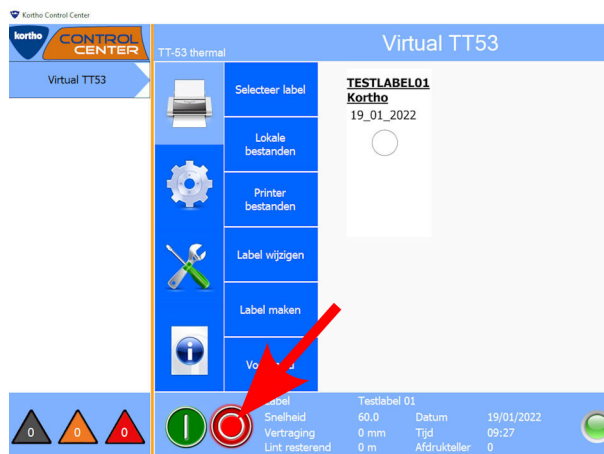 Kortho Control Center
kortho
CONTROL
CENTER
TT-53 thermal
Virtual TT53
Virtual TT53
Selecteer label
Lokale
bestanden
Printer
bestanden
Label wijzigen
Label maken
TESTLABEL01
Kortho
19_01_2022
0
0
0
Label
Testlabel 01
Snelheid
60.0
Datum
19/01/2022
Vertraging
0 mm
Tijd
09:27
Lint resterend
0 m
Afdrukteller
0